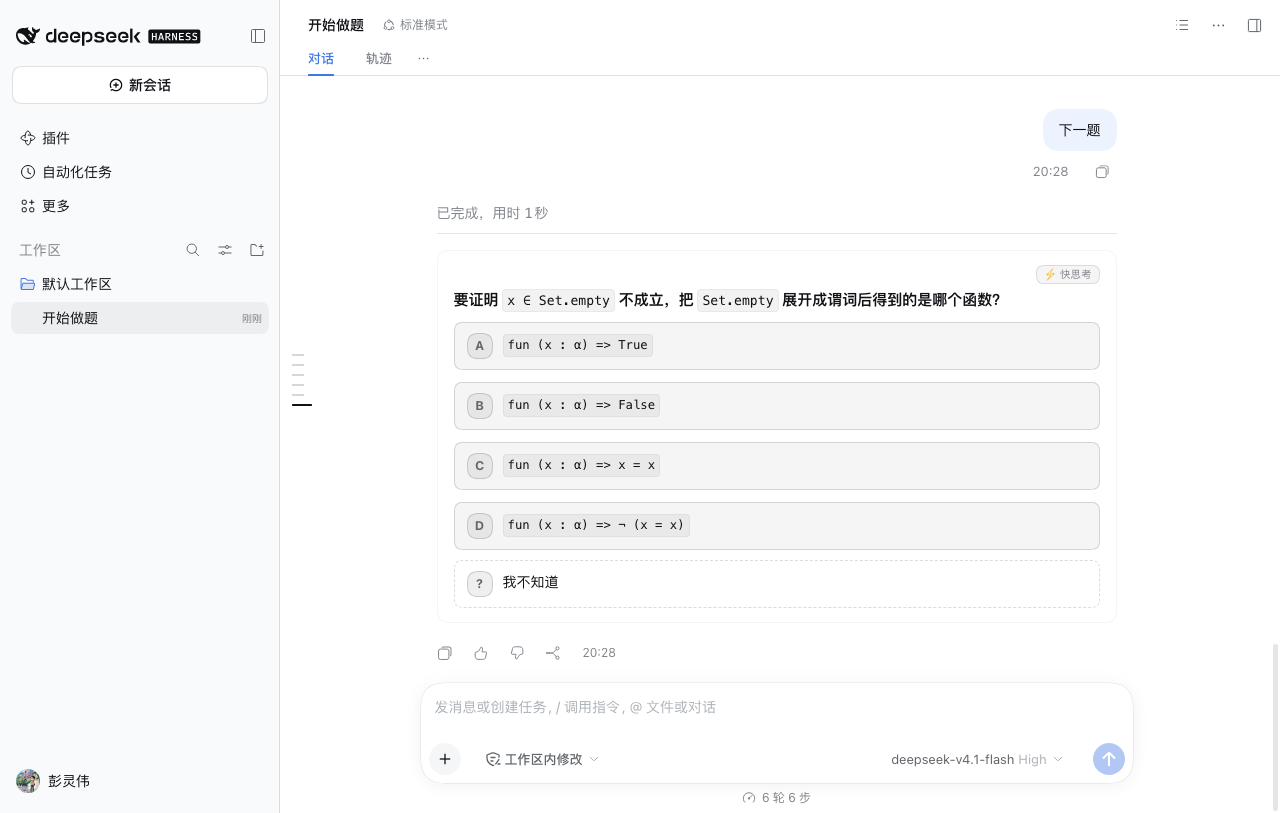 deepseek HARNESS
新会话
插件
自动化任务
更多
工作区
默认工作区
开始做题 刚刚
彭灵伟
开始做题 标准模式
对话 轨迹 ···
下一题
20:28
已完成，用时 1秒
⚡ 快思考
要证明 x ∈ Set.empty 不成立，把 Set.empty 展开成谓词后得到的是哪个函数？
A fun (x : α) => True
B fun (x : α) => False
C fun (x : α) => x = x
D fun (x : α) => ¬ (x = x)
? 我不知道
20:28
发消息或创建任务, / 调用指令, @ 文件或对话
工作区内修改
deepseek-v4.1-flash High
6 轮 6 步